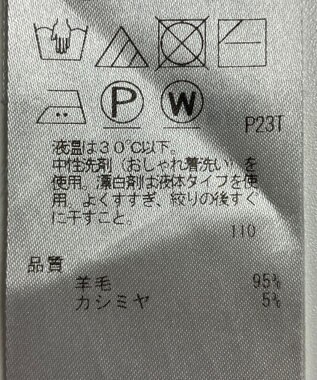 P
W
P23T
液温は30℃以下。
中性洗剤(おしゃれ着洗い)を
使用。漂白剤は液体タイプを使
用。よくすすぎ、絞りの後すぐ
に干すこと。
110
品質
羊毛 95%
カシミヤ 5%